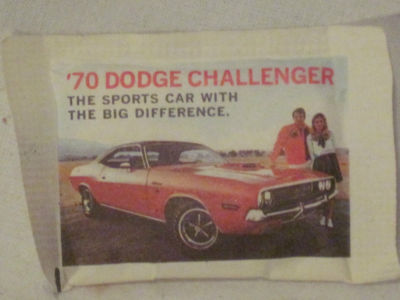 '70 DODGE CHALLENGER
THE SPORTS CAR WITH
THE BIG DIFFERENCE.